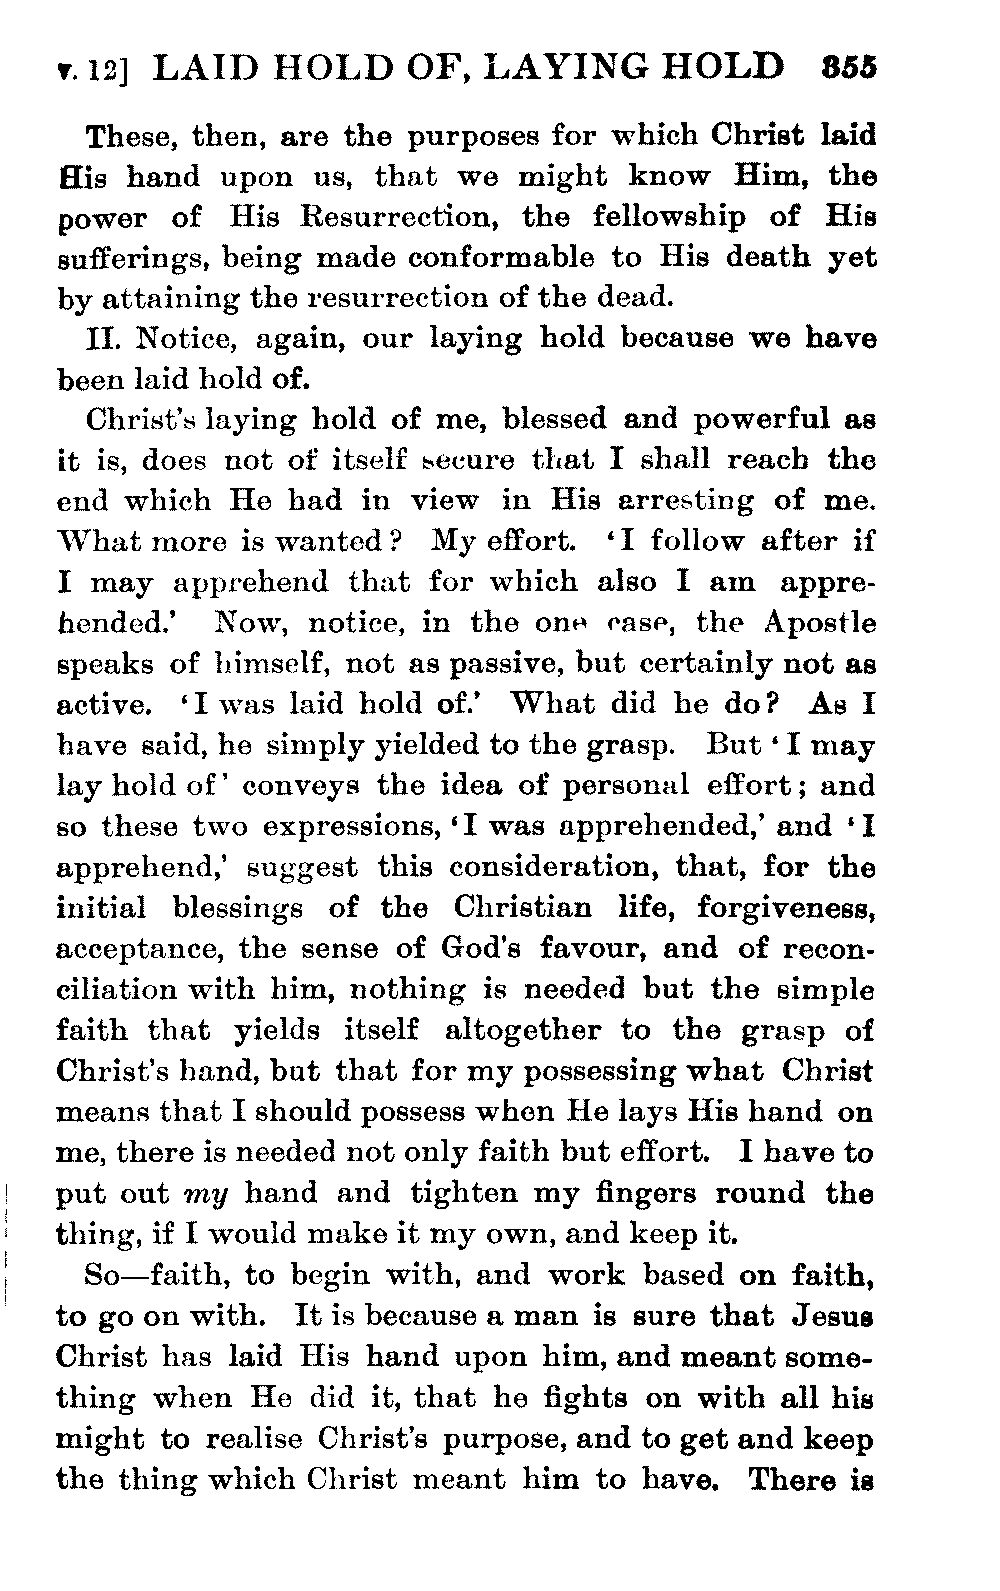 v. 12] LAID HOLD OF, LAYING HOLD 355
These, then, are the purposes for which Christ laid
His hand upon us, that we might know Him, the
power of His Resurrection, the fellowship of His
sufferings, being made conformable to His death yet
by attaining the resurrection of the dead.
II. Notice, again, our laying hold because we have
been laid hold of.
Christ's laying hold of me, blessed and powerful as
it is, does not of itself secure that I shall reach the
end which He had in view in His arresting of me.
What more is wanted? My effort. 'I follow after if
I may apprehend that for which also I am appre-
hended.' Now, notice, in the one case, the Apostle
speaks of himself, not as passive, but certainly not as
active. 'I was laid hold of.' What did he do? As I
have said, he simply yielded to the grasp. But 'I may
lay hold of' conveys the idea of personal effort; and
so these two expressions, 'I was apprehended,' and 'I
apprehend,' suggest this consideration, that, for the
initial blessings of the Christian life, forgiveness,
acceptance, the sense of God's favour, and of recon-
ciliation with him, nothing is needed but the simple
faith that yields itself altogether to the grasp of
Christ's hand, but that for my possessing what Christ
means that I should possess when He lays His hand on
me, there is needed not only faith but effort. I have to
put out my hand and tighten my fingers round the
thing, if I would make it my own, and keep it.
So—faith, to begin with, and work based on faith,
to go on with. It is because a man is sure that Jesus
Christ has laid His hand upon him, and meant some-
thing when He did it, that he fights on with all his
might to realise Christ's purpose, and to get and keep
the thing which Christ meant him to have. There is